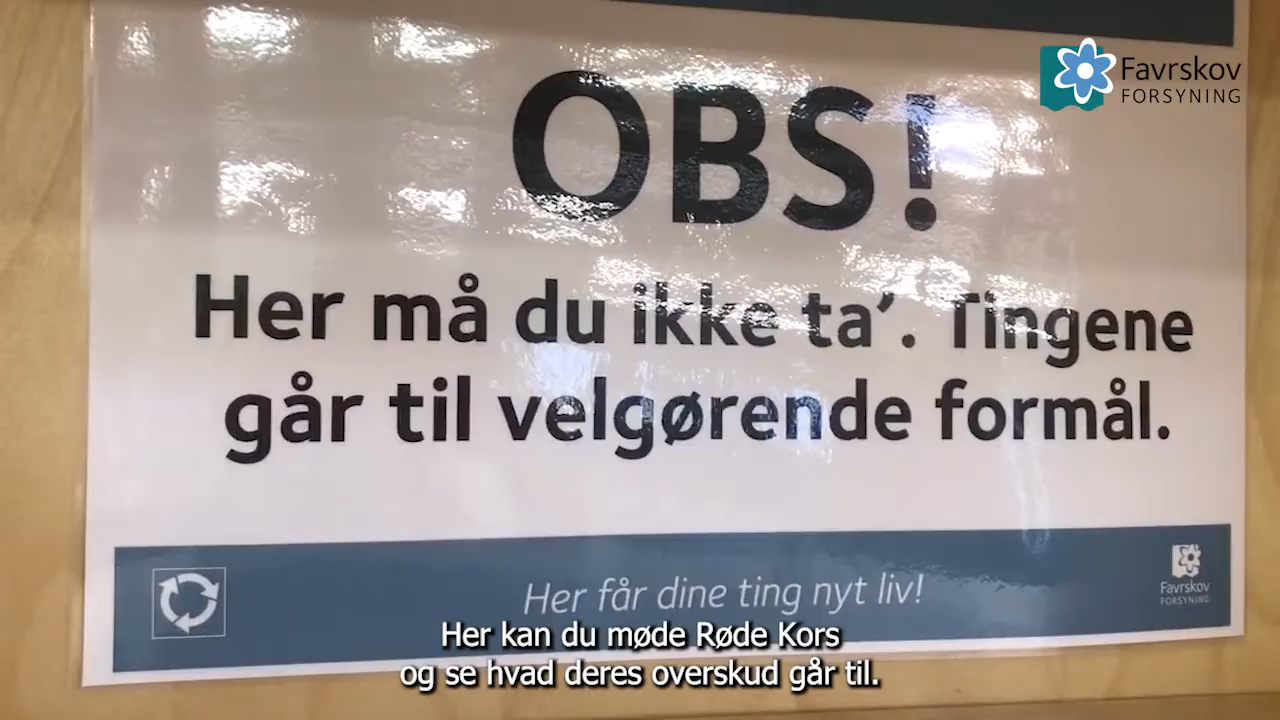 Favrskov
FORSYNING
OBS!
Her må du ikke ta’. Tingene
går til velgørende formål.
Her får dine ting nyt liv!
Favrskov
FORSYNING
Her kan du møde Røde Kors
og se hvad deres overskud går til.